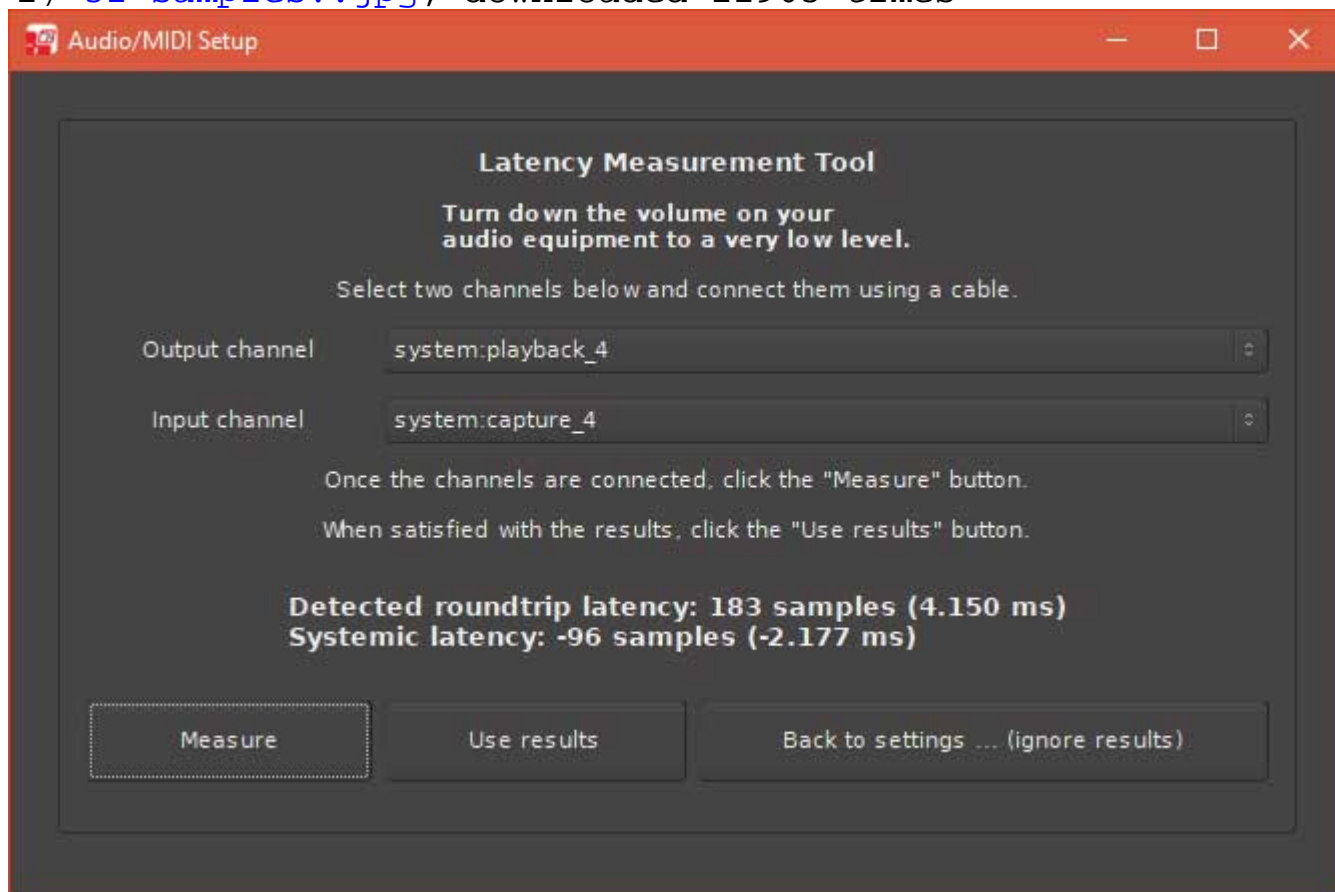 Audio/MIDI Setup
Latency Measurement Tool
Turn down the volume on your
audio equipment to a very low level.
Select two channels below and connect them using a cable.
Output channel system:playback_4
Input channel system:capture_4
Once the channels are connected, click the "Measure" button.
When satisfied with the results, click the "Use results" button.
Detected roundtrip latency: 183 samples (4.150 ms)
Systemic latency: -96 samples (-2.177 ms)
Measure Use results Back to settings ... (ignore results)